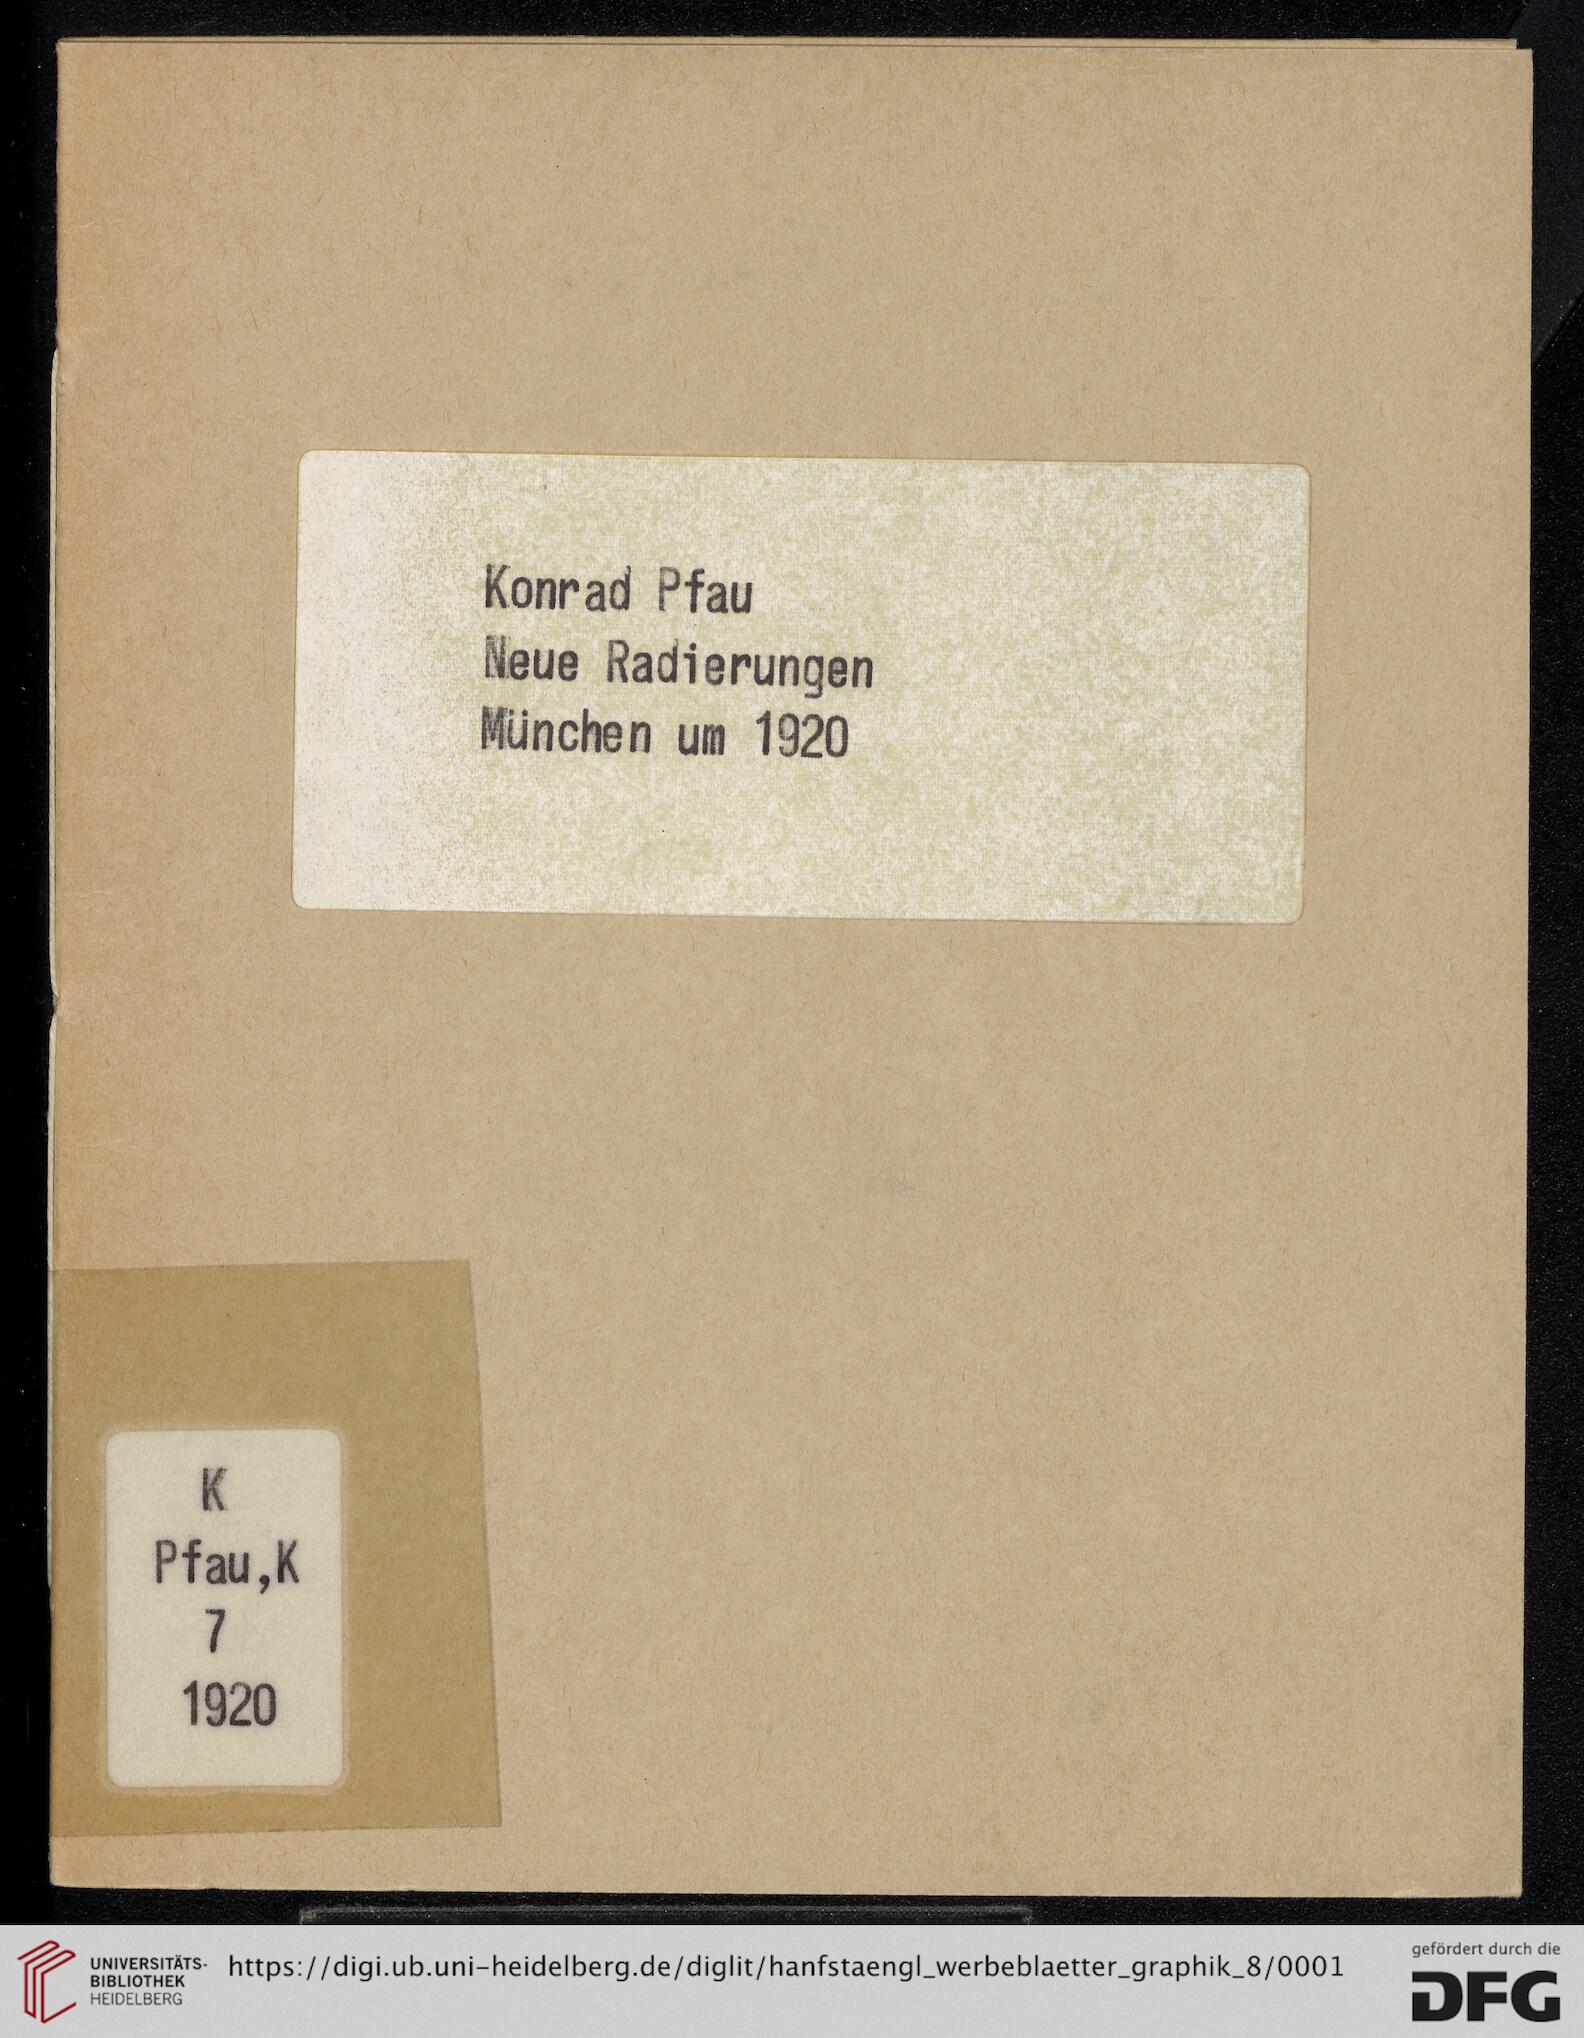 Konrad Pfau
Neue Radierungen
München um 1920
K
Pfau,K
7
1920
UNIVERSITÄTS-
BIBLIOTHEK
HEIDELBERG
https://digi.ub.uni-heidelberg.de/diglit/hanfstaengl_werbeblaetter_graphik_8/0001
gefördert durch die
DFG